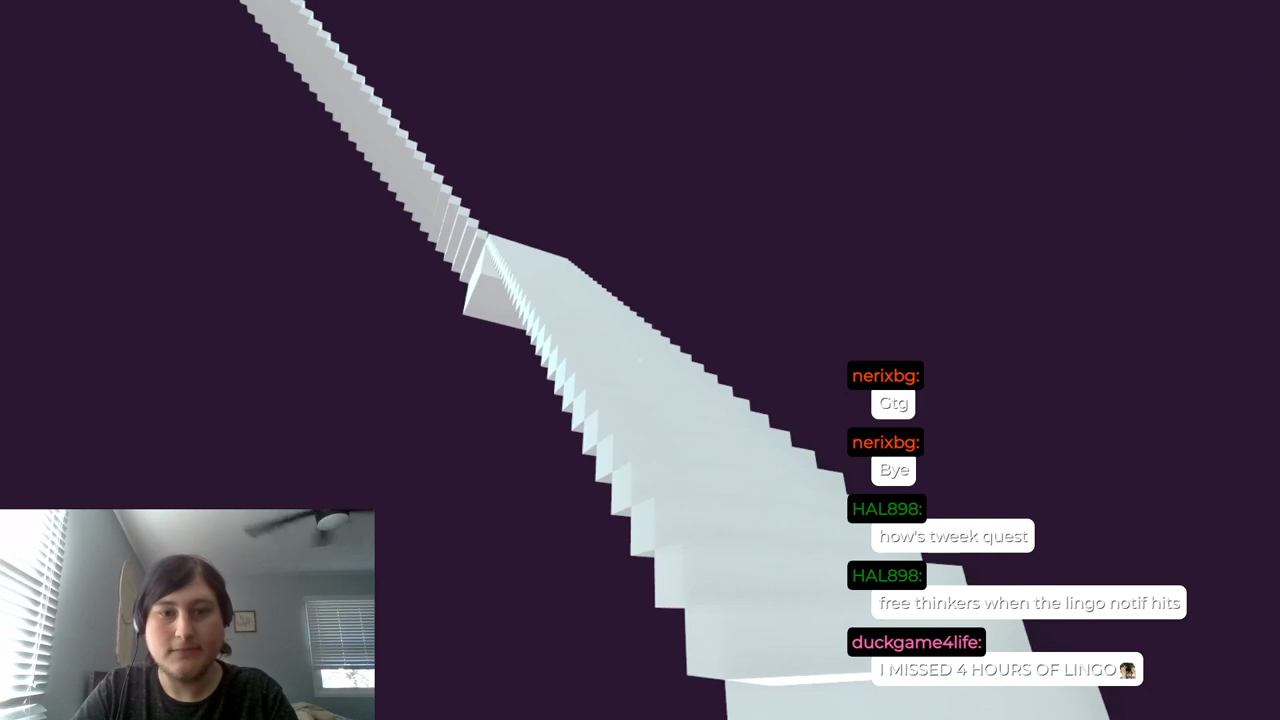 nerixbg:
Gtg
nerixbg:
Bye
HAL898:
how's tweek quest
HAL898:
free thinkers when the lingo notif hits
duckgame4life:
I MISSED 4 HOURS OF LINGO